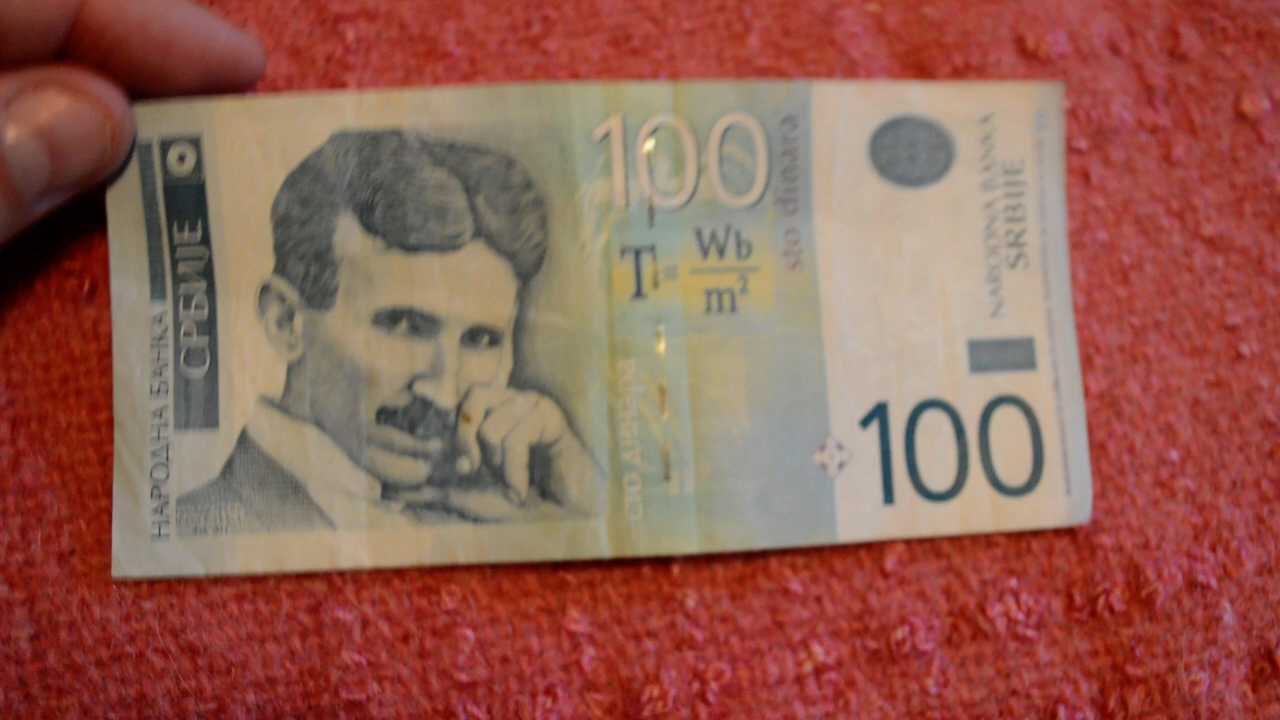 НАРОДНА БАНКА
СРБИЈЕ
100
T = Wb/m²
sto dinara
сто динара
NARODNA BANKA
SRBIJE
100